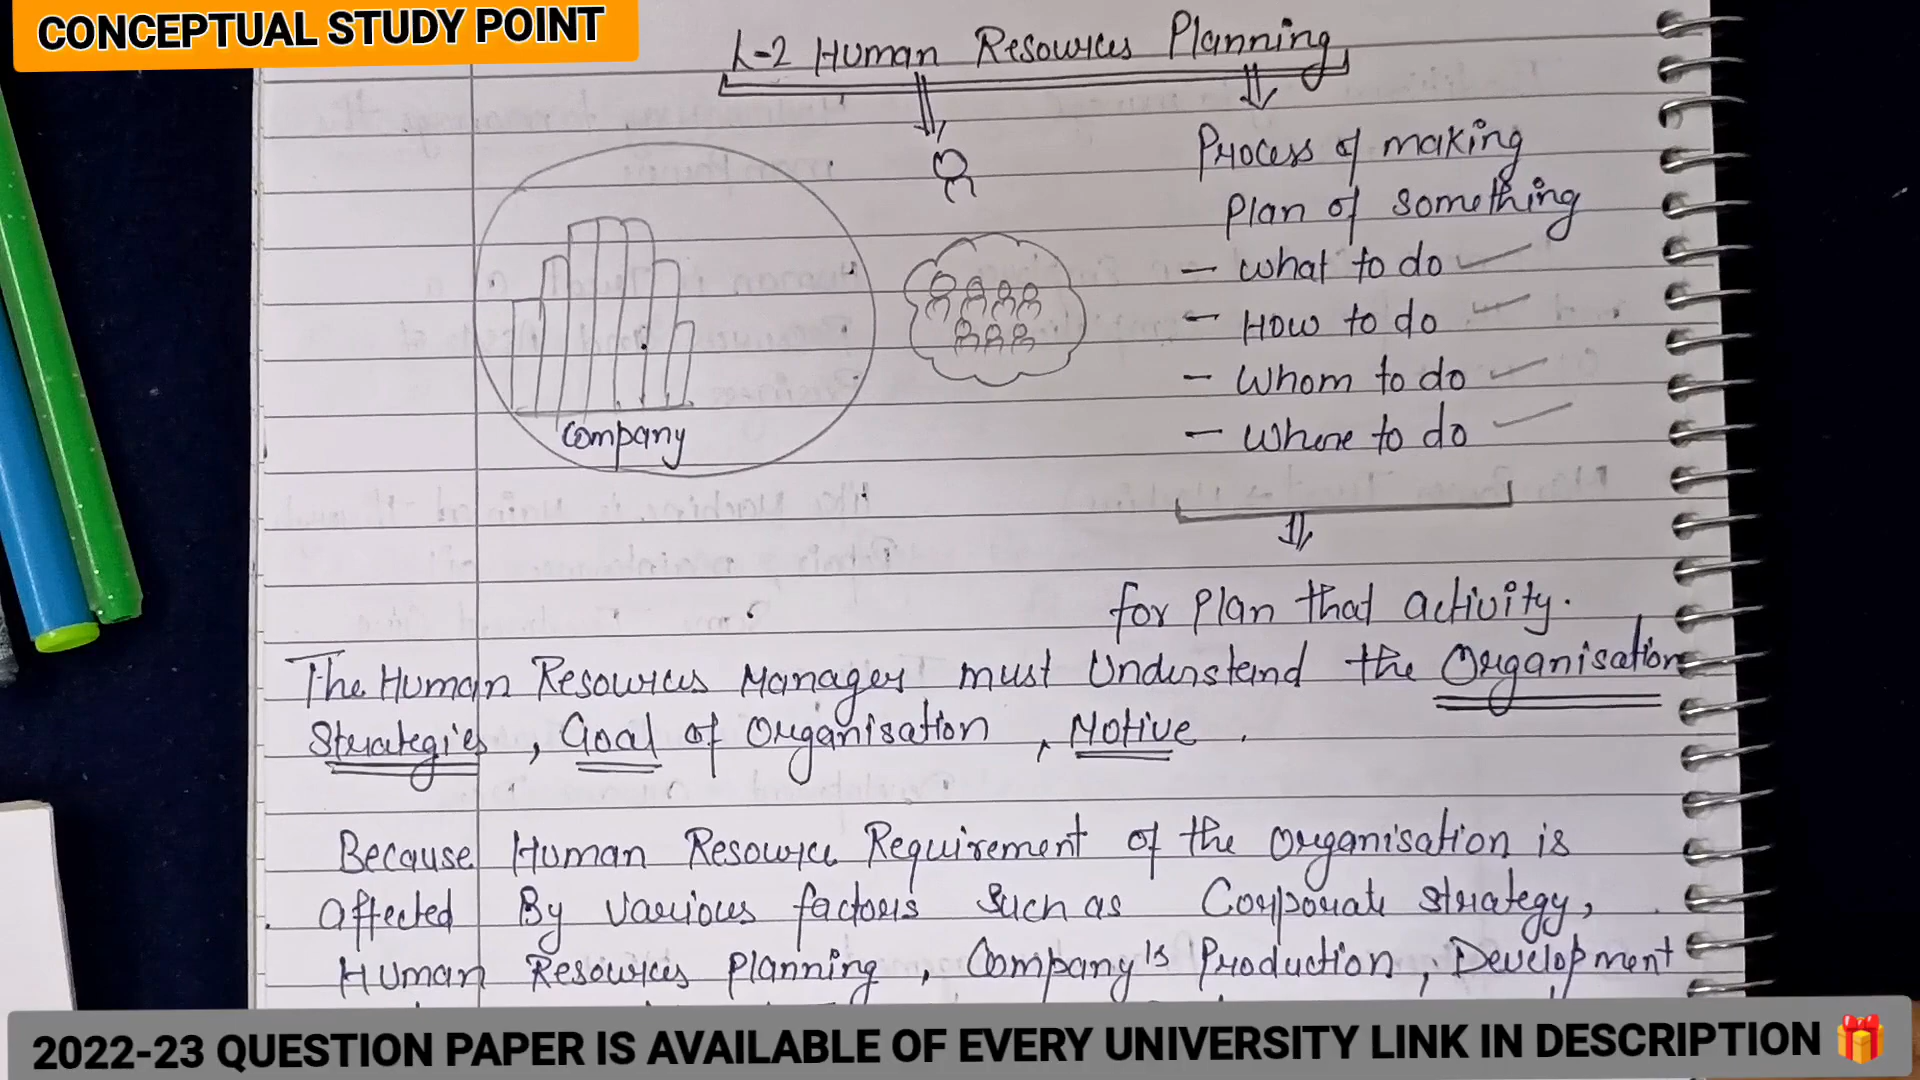 CONCEPTUAL STUDY POINT
L-2 Human Resources Planning
Process of making
Plan of something
- What to do
- How to do
- Whom to do
- Where to do
Company
for Plan that activity.
The Human Resources Manager must Understand the Organisation
Strategies, Goal of Organisation, Motive.
Because Human Resource Requirement of the organisation is
affected By various factors such as Corporate strategy,
Human Resources Planning, Company's Production, Development
2022-23 QUESTION PAPER IS AVAILABLE OF EVERY UNIVERSITY LINK IN DESCRIPTION 🎁